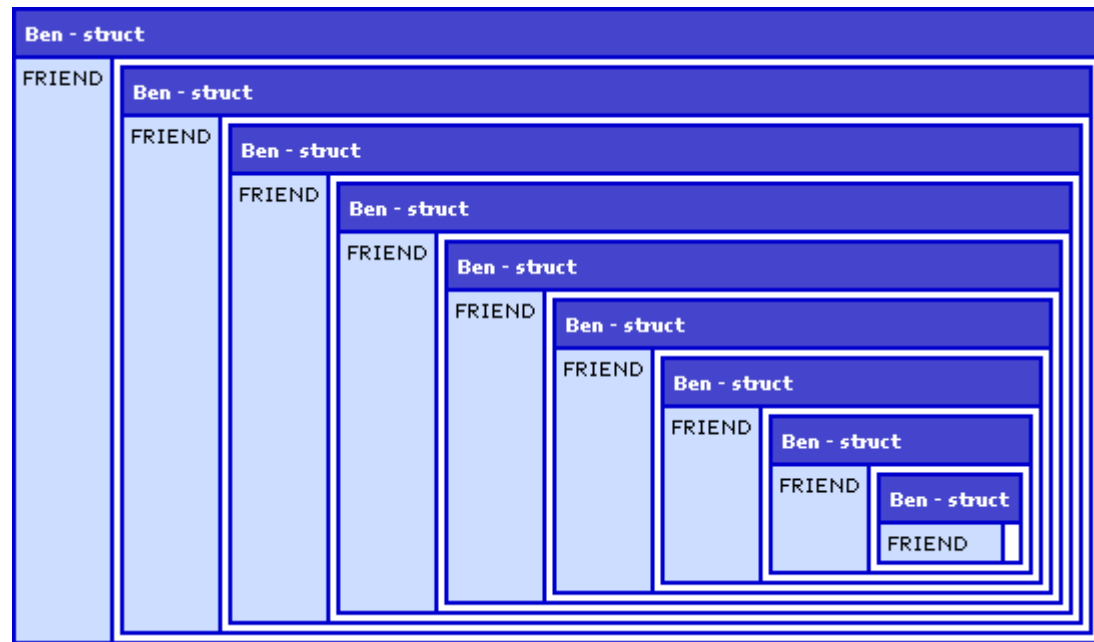 Ben - struct
FRIEND
Ben - struct
FRIEND
Ben - struct
FRIEND
Ben - struct
FRIEND
Ben - struct
FRIEND
Ben - struct
FRIEND
Ben - struct
FRIEND
Ben - struct
FRIEND
Ben - struct
FRIEND